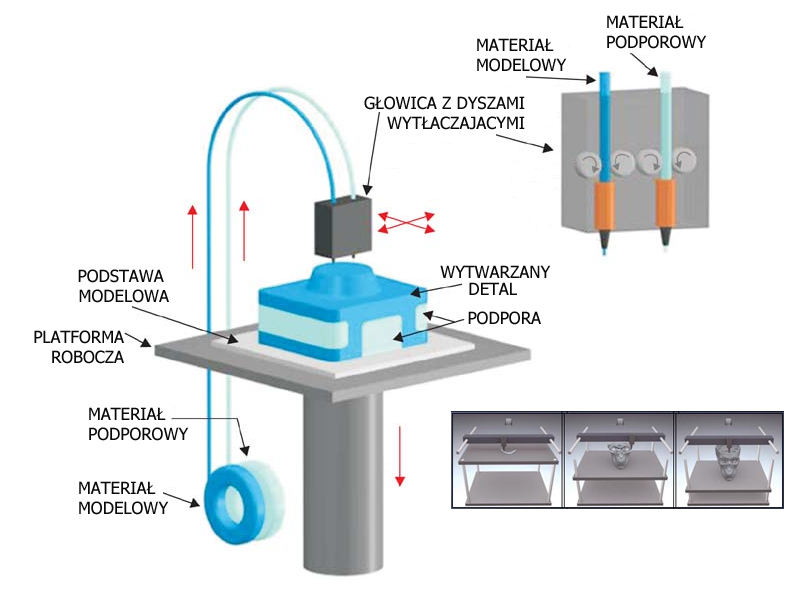 MATERIAŁ
MODELOWY
MATERIAŁ
PODPOROWY
GŁOWICA Z DYSZAMI
WYTŁACZAJACYMI
PODSTAWA
MODELOWA
WYTWARZANY
DETAL
PODPORA
PLATFORMA
ROBOCZA
MATERIAŁ
PODPOROWY
MATERIAŁ
MODELOWY